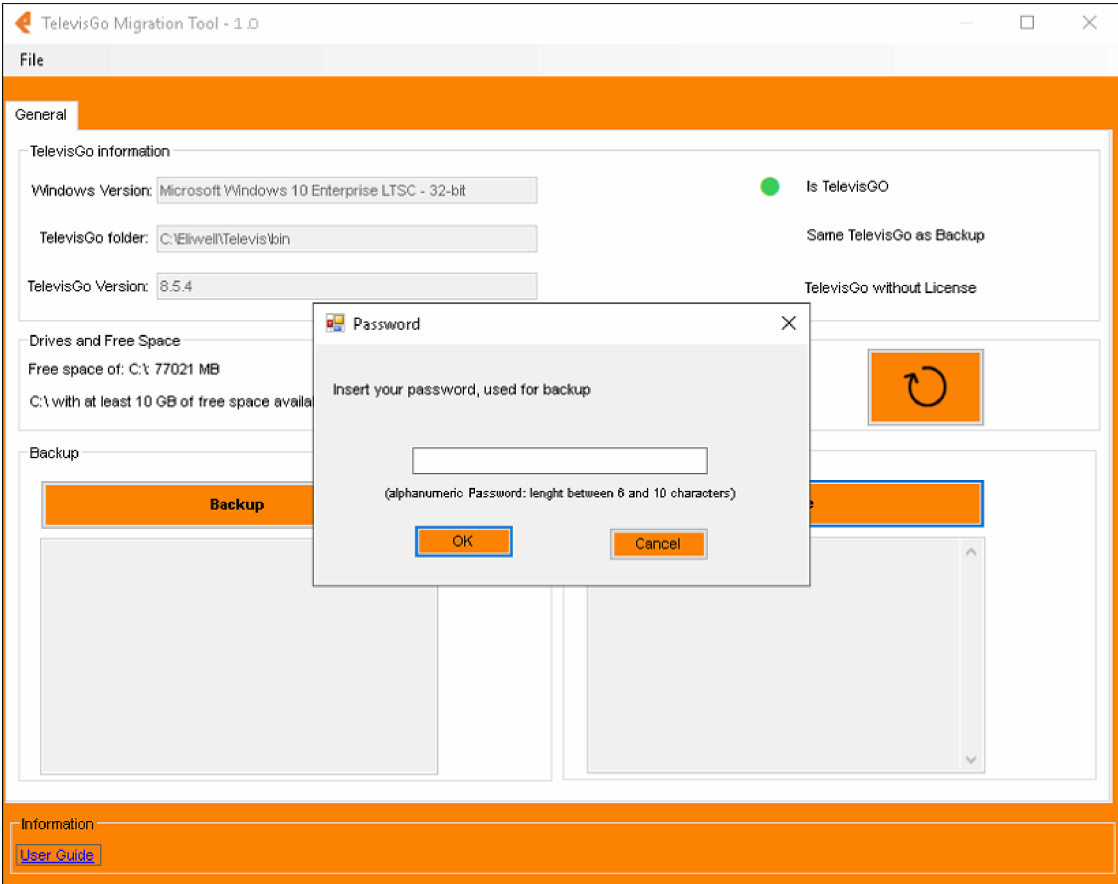 TelevisGo Migration Tool - 1.0
File
General
TelevisGo information
Windows Version: Microsoft Windows 10 Enterprise LTSC - 32-bit
Is TelevisGO
TelevisGo folder: C:\Eliwell\Televis\bin
Same TelevisGo as Backup
TelevisGo Version: 8.5.4
TelevisGo without License
Password
Drives and Free Space
Free space of: C:\: 77021 MB
Insert your password, used for backup
C:\ with at least 10 GB of free space
Backup
(alphanumeric Password: lenght between 6 and 10 characters)
Backup
OK
Cancel
Information
User Guide